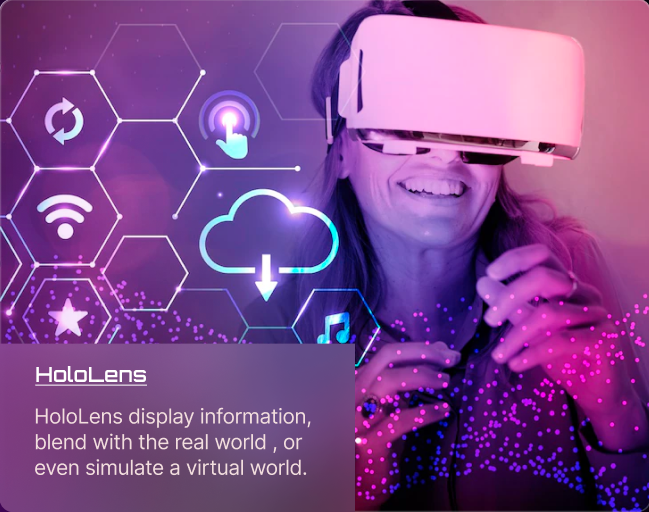 HoloLens
HoloLens display information,
blend with the real world , or
even simulate a virtual world.